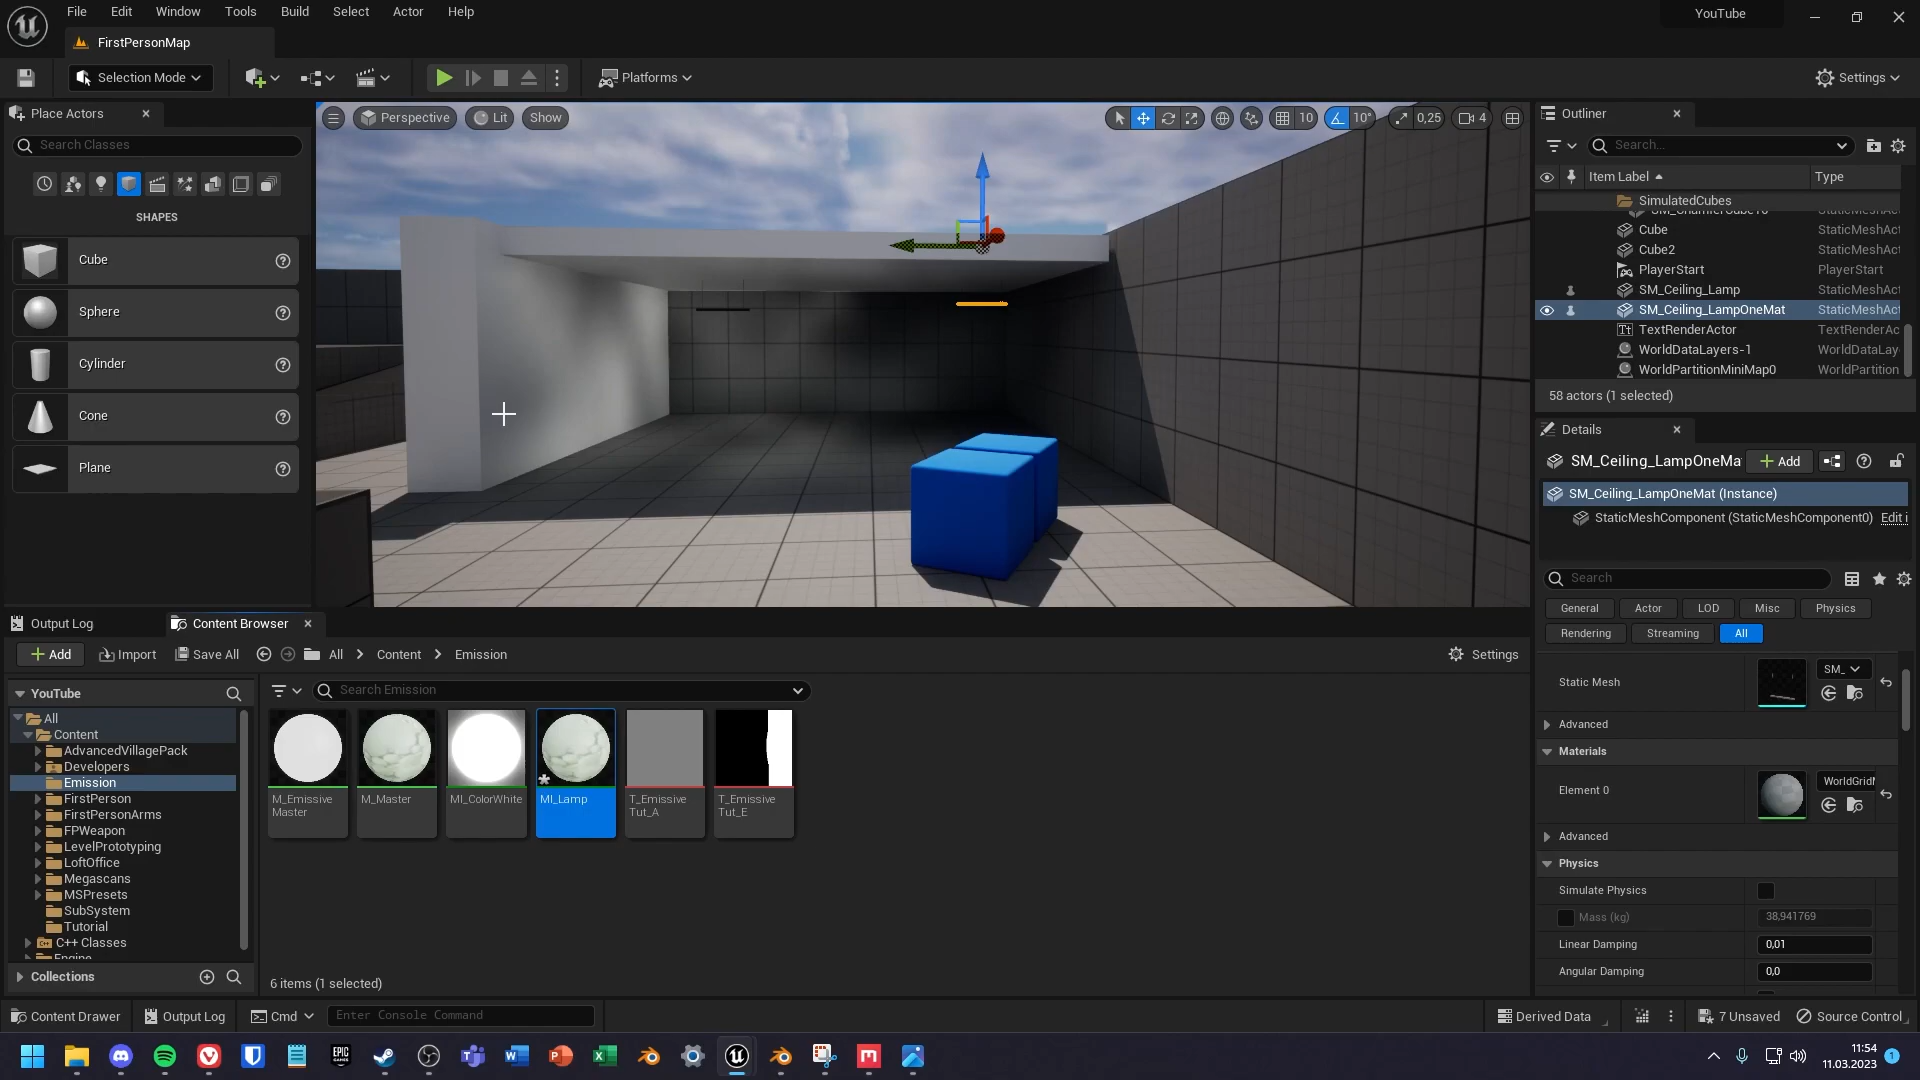 File Edit Window Tools Build Select Actor Help
YouTube
FirstPersonMap
Selection Mode
Platforms
Settings
Place Actors
Search Classes
SHAPES
Cube
Sphere
Cylinder
Cone
Plane
Perspective
Lit
Show
10
10°
0,25
4
Outliner
Search...
Item Label
Type
SimulatedCubes
Cube StaticMeshAct
Cube2 StaticMeshAct
PlayerStart PlayerStart
SM_Ceiling_Lamp StaticMeshAct
SM_Ceiling_LampOneMat StaticMeshAct
TextRenderActor TextRenderAc
WorldDataLayers-1 WorldDataLay
WorldPartitionMiniMap0 WorldPartition
58 actors (1 selected)
Details
SM_Ceiling_LampOneMa
Add
SM_Ceiling_LampOneMat (Instance)
StaticMeshComponent (StaticMeshComponent0) Edit i
Search
General Actor LOD Misc Physics
Rendering Streaming All
Static Mesh
SM_
Advanced
Materials
Element 0
WorldGridM
Advanced
Physics
Simulate Physics
Mass (kg) 38,941769
Linear Damping 0,01
Angular Damping 0,0
Output Log
Content Browser
Add
Import
Save All
All
Content
Emission
Settings
YouTube
All
Content
AdvancedVillagePack
Developers
Emission
FirstPerson
FirstPersonArms
FPWeapon
LevelPrototyping
LoftOffice
Megascans
MSPresets
SubSystem
Tutorial
C++ Classes
Engine
Collections
Search Emission
M_Emissive
Master
M_Master
MI_ColorWhite
MI_Lamp
T_Emissive
Tut_A
T_Emissive
Tut_E
6 items (1 selected)
Content Drawer
Output Log
Cmd
Enter Console Command
Derived Data
7 Unsaved
Source Control
EPIC
GAMES
11:54
11.03.2023
1